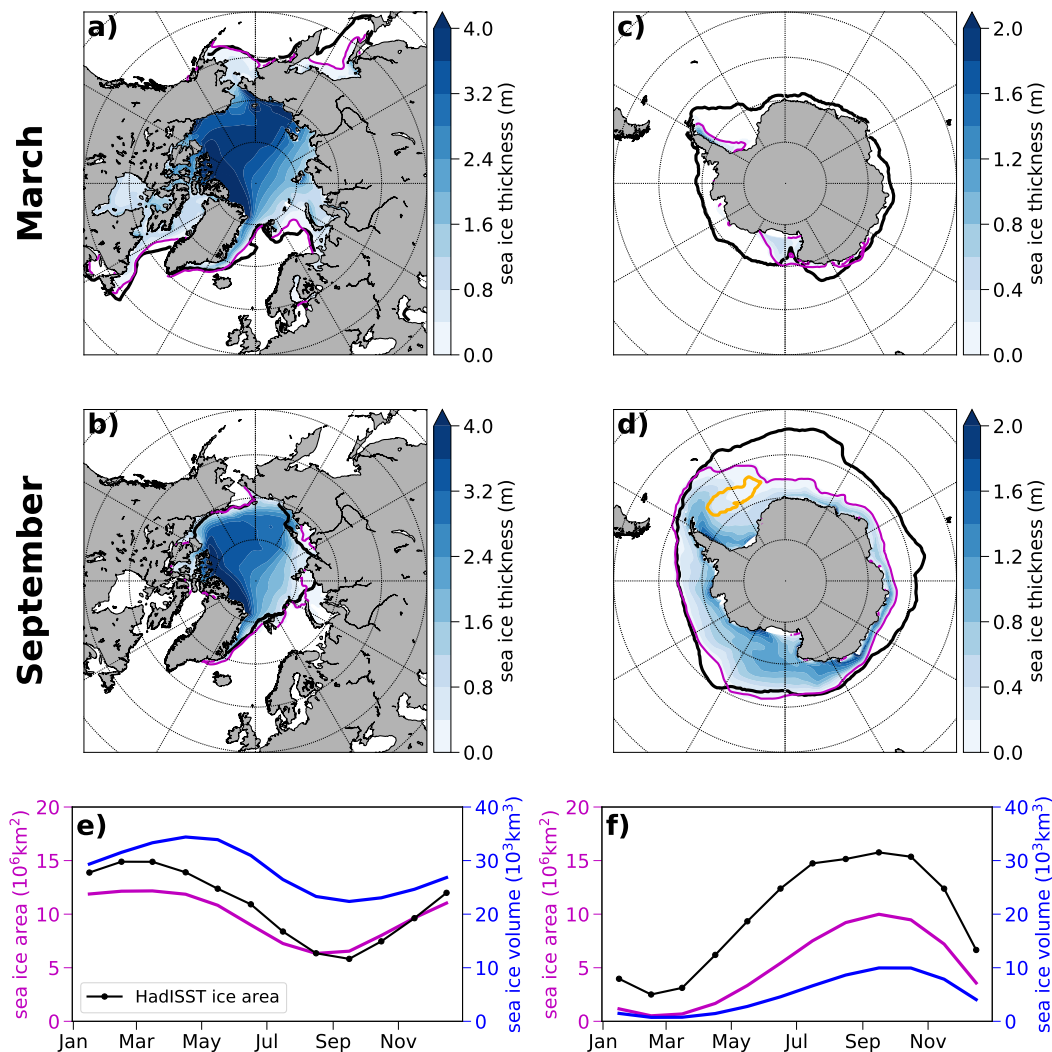 March
a)
4.0
3.2
2.4
1.6
0.8
0.0
sea ice thickness (m)
c)
2.0
1.6
1.2
0.8
0.4
0.0
sea ice thickness (m)
September
b)
4.0
3.2
2.4
1.6
0.8
0.0
sea ice thickness (m)
d)
2.0
1.6
1.2
0.8
0.4
0.0
sea ice thickness (m)
e)
sea ice area (10⁶km²)
20
15
10
5
0
HadISST ice area
Jan Mar May Jul Sep Nov
40
30
20
10
0
sea ice volume (10³km³)
f)
sea ice area (10⁶km²)
20
15
10
5
0
Jan Mar May Jul Sep Nov
40
30
20
10
0
sea ice volume (10³km³)